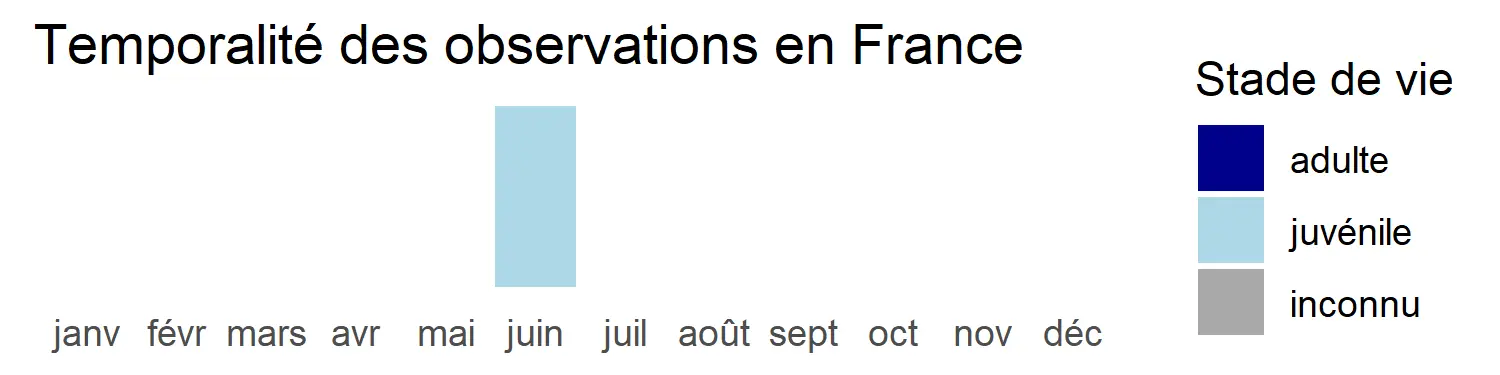 Temporalité des observations en France
janv févr mars avr mai juin juil août sept oct nov déc
Stade de vie
adulte
juvénile
inconnu